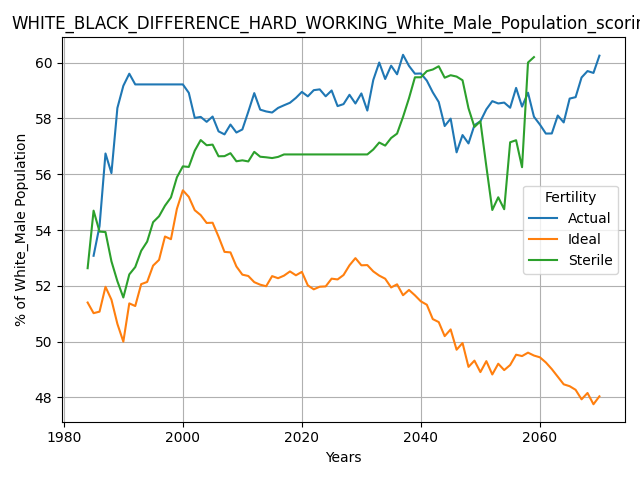 WHITE_BLACK_DIFFERENCE_HARD_WORKING_White_Male_Population_scorin
% of White_Male Population
60
58
56
54
52
50
48
Fertility
Actual
Ideal
Sterile
1980
2000
2020
2040
2060
Years